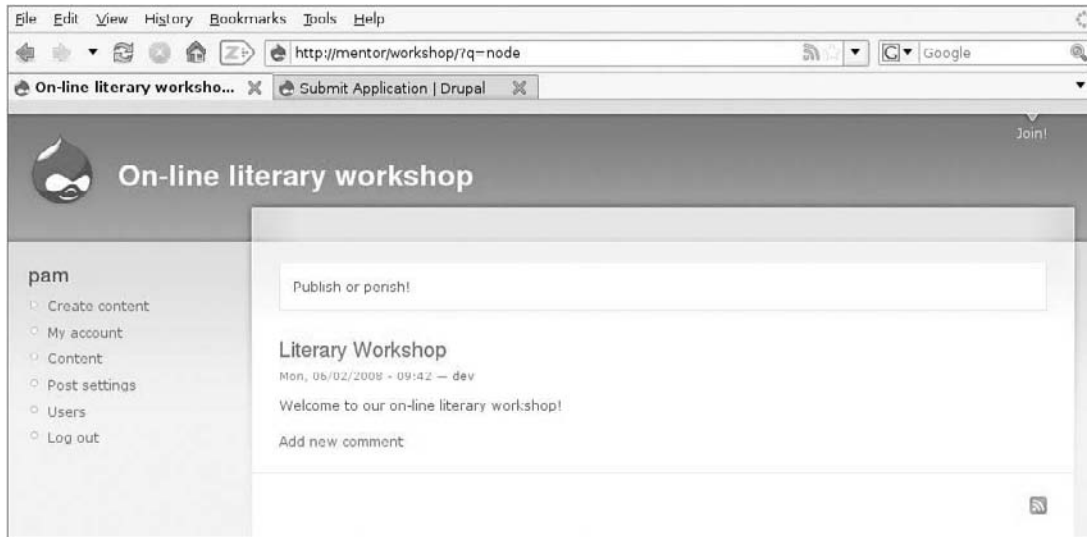 File Edit View History Bookmarks Tools Help
http://mentor/workshop/?q=node
Google
On-line literary worksho...
Submit Application | Drupal
Join!
On-line literary workshop
pam
Create content
My account
Content
Post settings
Users
Log out
Publish or perish!
Literary Workshop
Mon, 06/02/2008 - 09:42 — dev
Welcome to our on-line literary workshop!
Add new comment